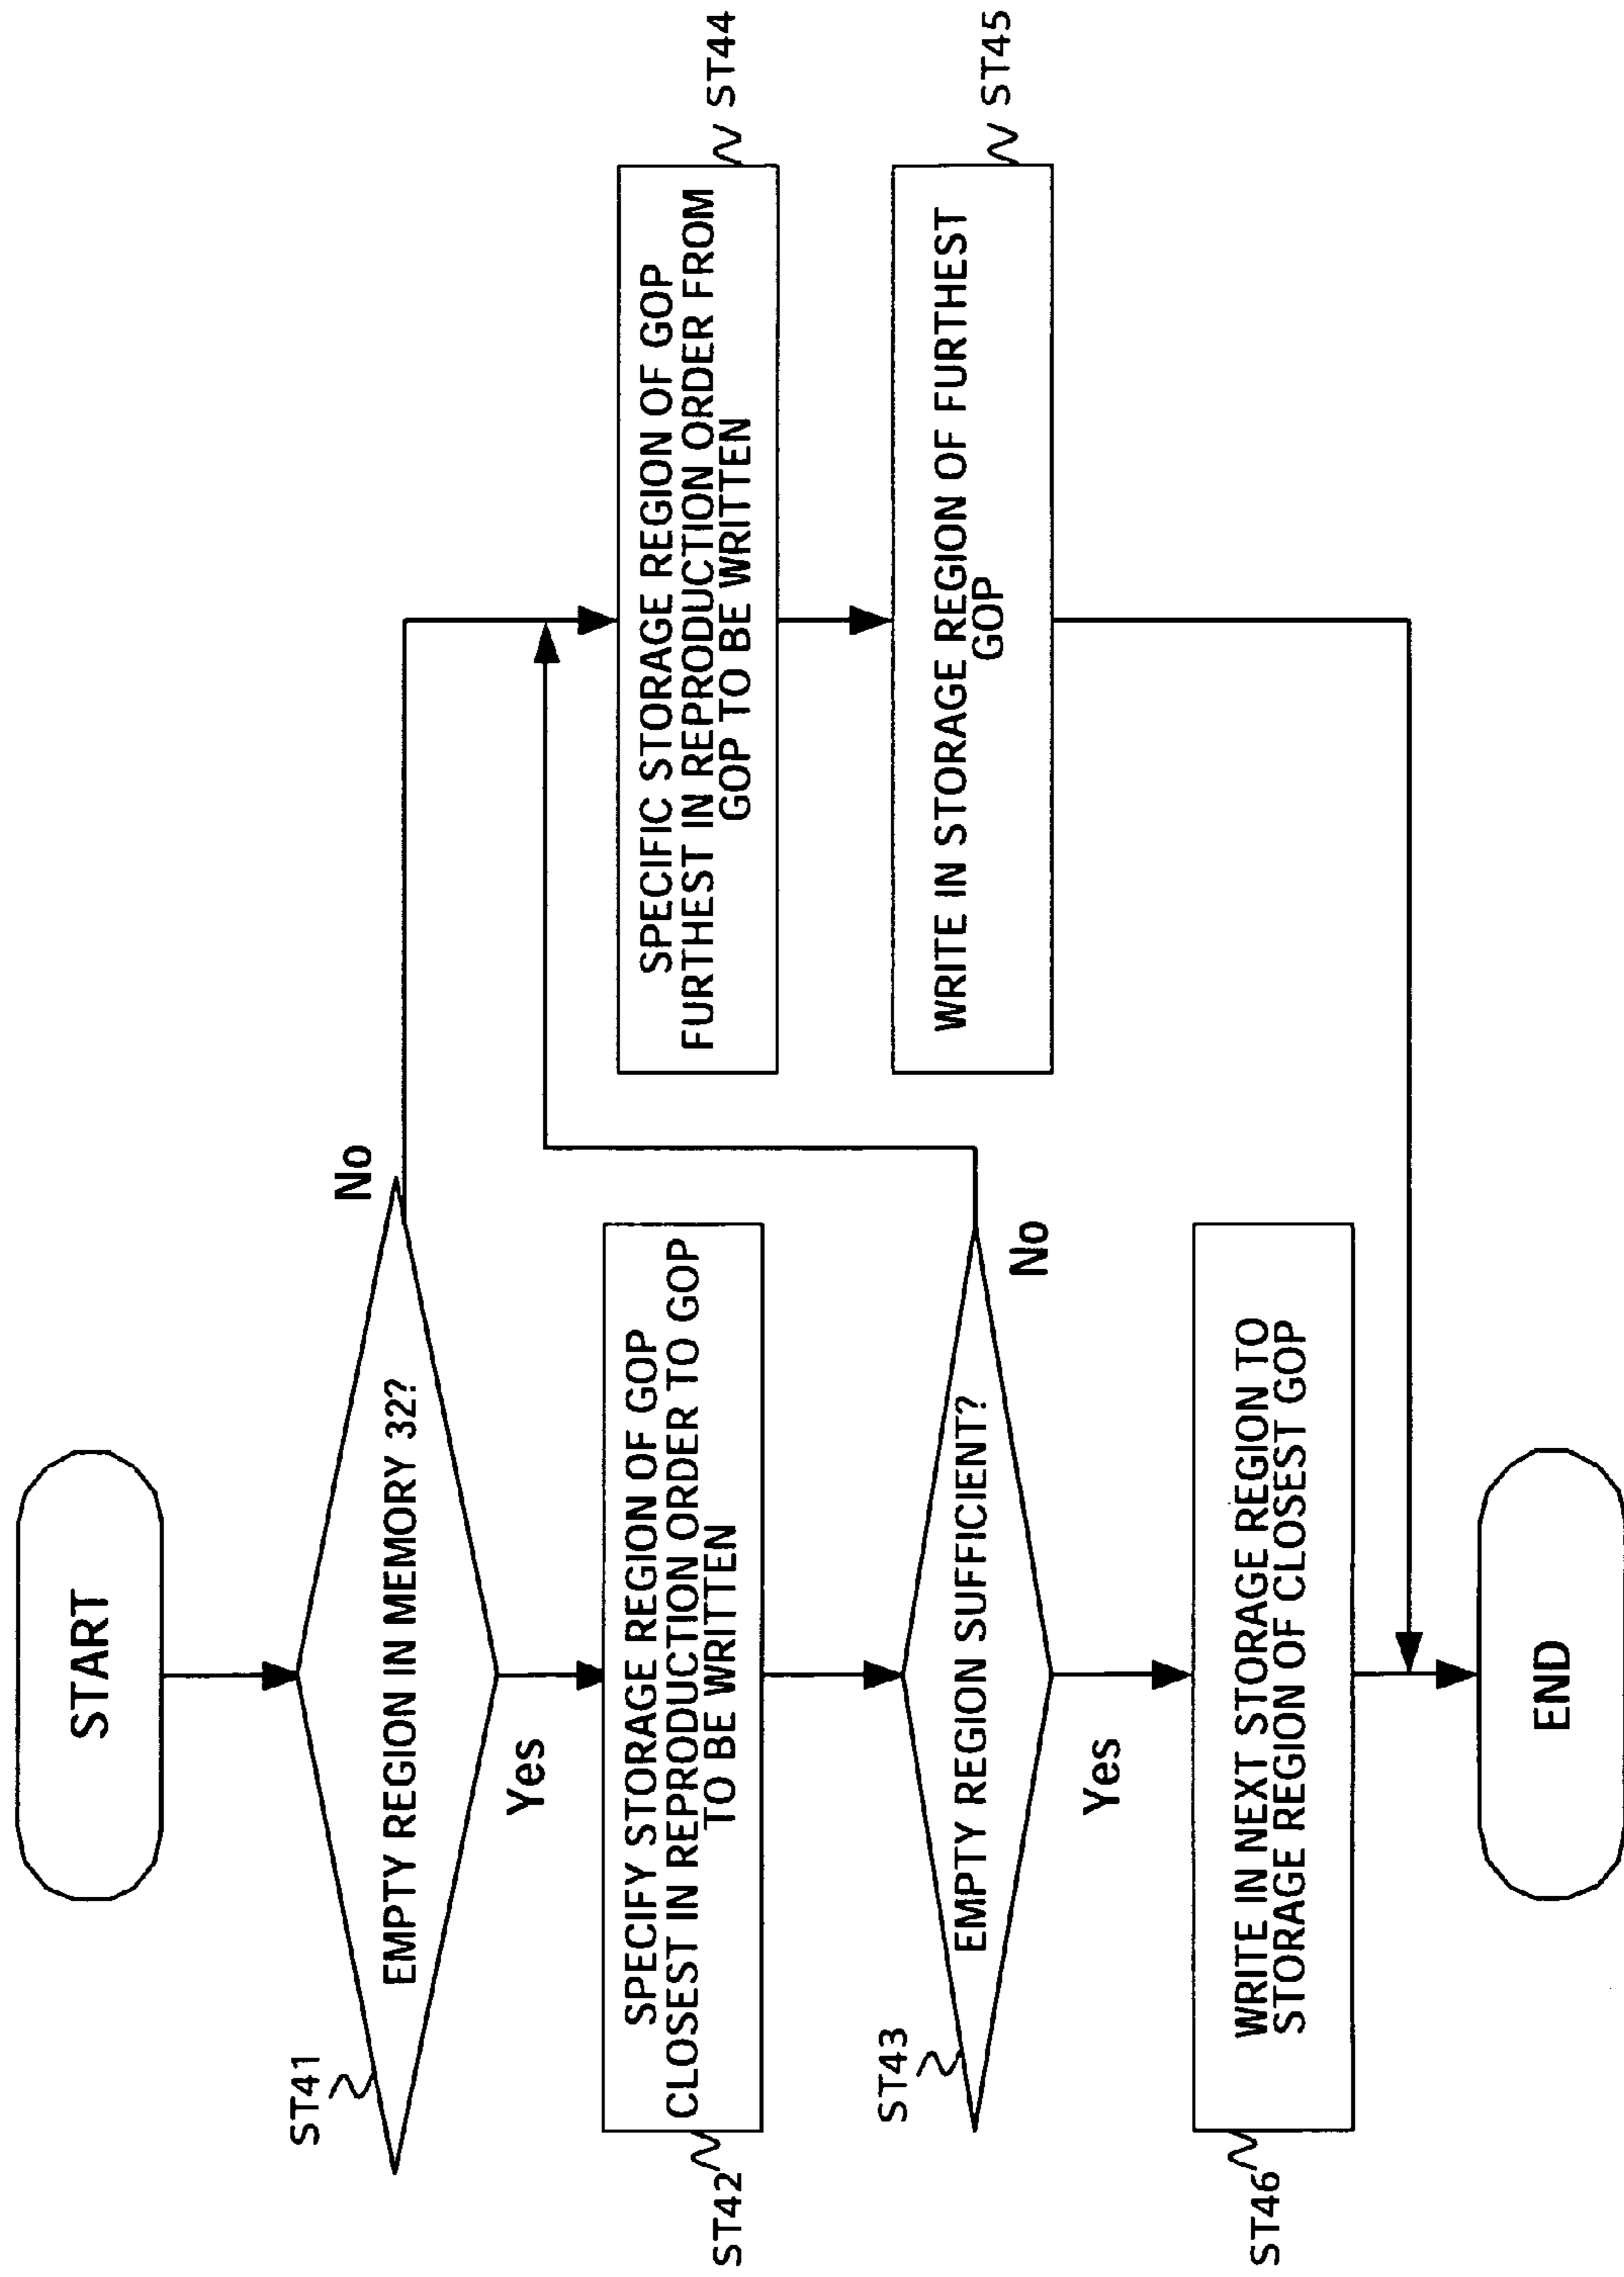 START
ST41
EMPTY REGION IN MEMORY 32?
No
Yes
ST42
SPECIFY STORAGE REGION OF GOP
CLOSEST IN REPRODUCTION ORDER TO GOP
TO BE WRITTEN
ST43
EMPTY REGION SUFFICIENT?
No
Yes
ST46
WRITE IN NEXT STORAGE REGION TO
STORAGE REGION OF CLOSEST GOP
ST44
SPECIFIC STORAGE REGION OF GOP
FURTHEST IN REPRODUCTION ORDER FROM
GOP TO BE WRITTEN
ST45
WRITE IN STORAGE REGION OF FURTHEST
GOP
END